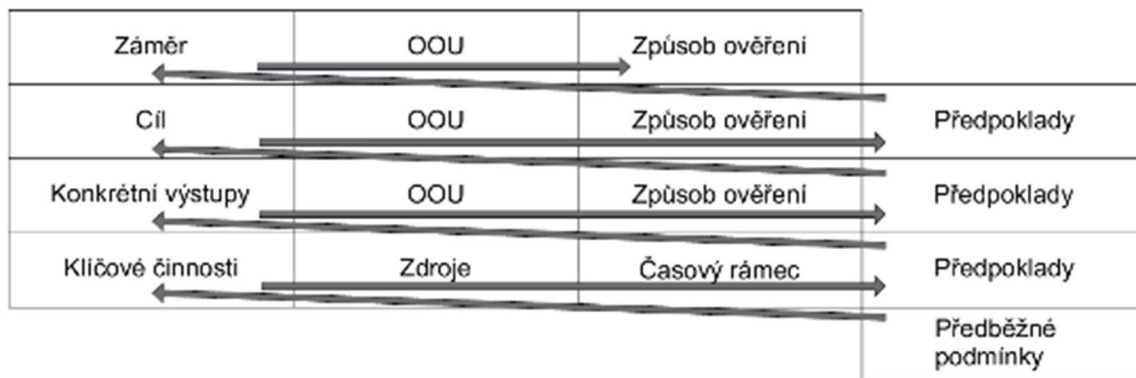 Záměr OOU Způsob ověření
Cíl OOU Způsob ověření Předpoklady
Konkrétní výstupy OOU Způsob ověření Předpoklady
Klíčové činnosti Zdroje Časový rámec Předpoklady
Předběžné
podmínky